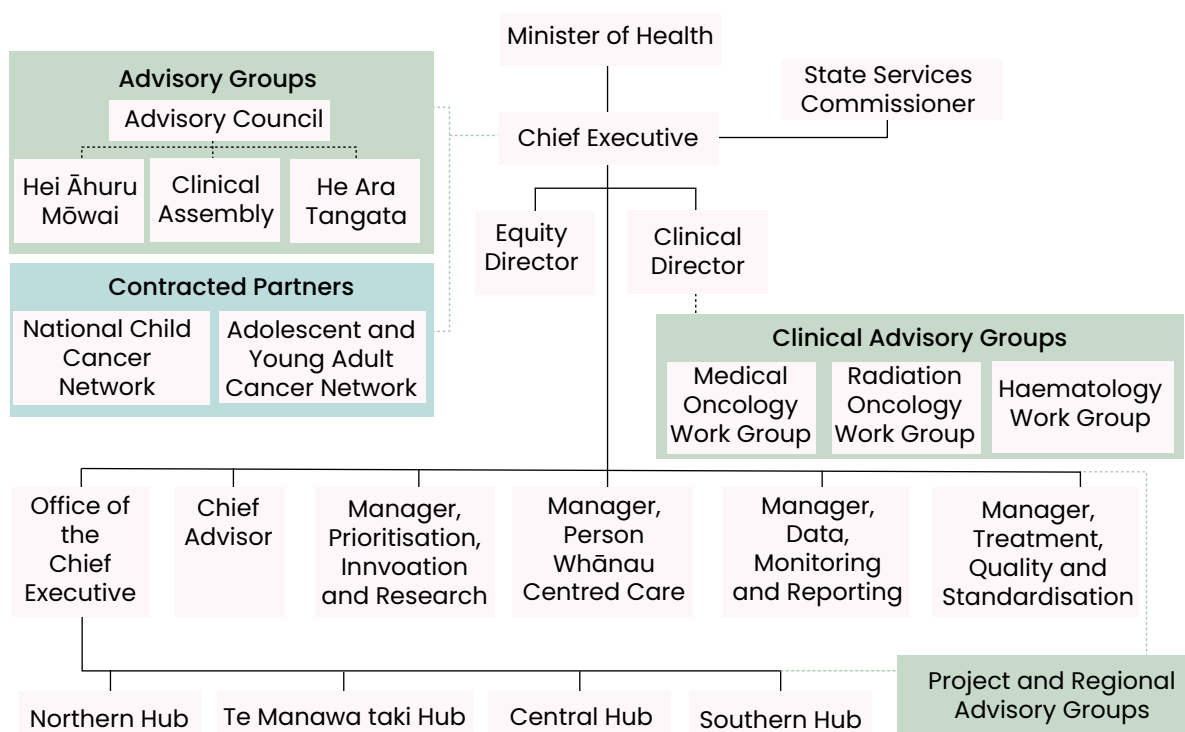 Minister of Health
State Services
Commissioner
Chief Executive
Advisory Groups
Advisory Council
Hei Āhuru
Mōwai
Clinical
Assembly
He Ara
Tangata
Equity
Director
Clinical
Director
Contracted Partners
National Child
Cancer
Network
Adolescent and
Young Adult
Cancer Network
Clinical Advisory Groups
Medical
Oncology
Work Group
Radiation
Oncology
Work Group
Haematology
Work Group
Office of
the
Chief
Executive
Chief
Advisor
Manager,
Prioritisation,
Innvoation
and Research
Manager,
Person
Whānau
Centred Care
Manager,
Data,
Monitoring
and Reporting
Manager,
Treatment,
Quality and
Standardisation
Northern Hub
Te Manawa taki Hub
Central Hub
Southern Hub
Project and Regional
Advisory Groups